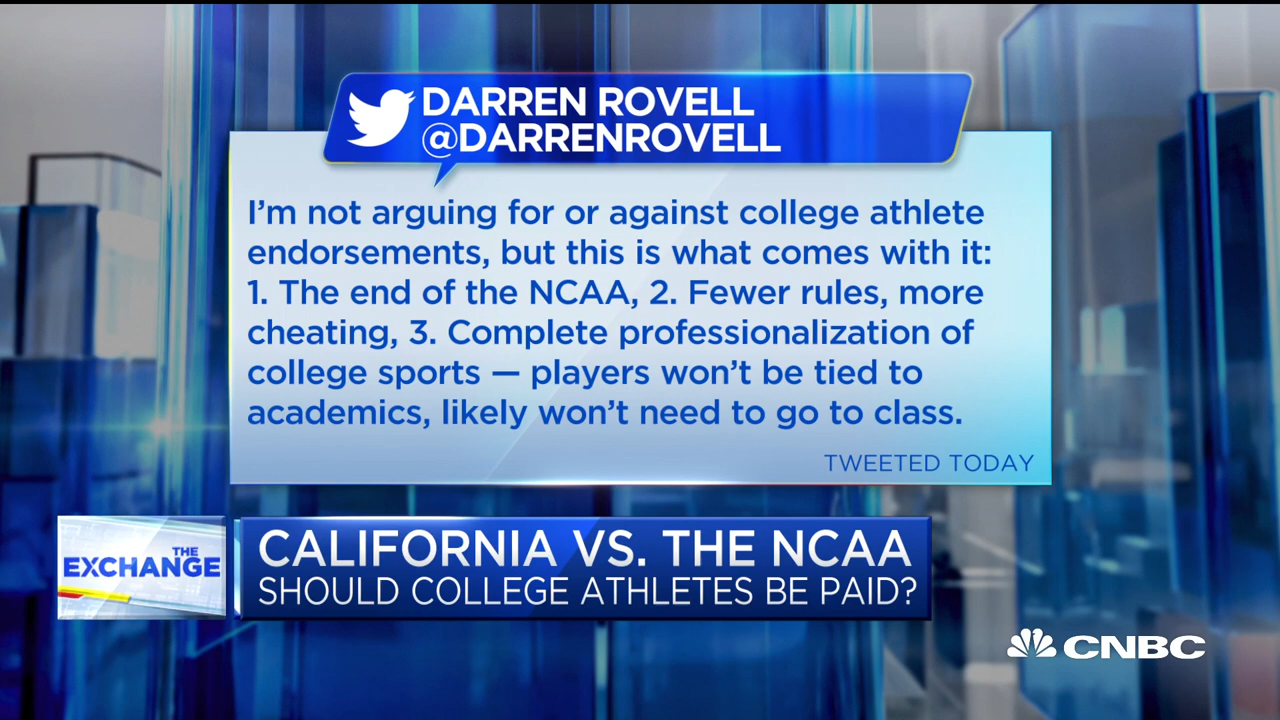 DARREN ROVELL
@DARRENROVELL
I'm not arguing for or against college athlete
endorsements, but this is what comes with it:
1. The end of the NCAA, 2. Fewer rules, more
cheating, 3. Complete professionalization of
college sports — players won't be tied to
academics, likely won't need to go to class.
TWEETED TODAY
THE
EXCHANGE
CALIFORNIA VS. THE NCAA
SHOULD COLLEGE ATHLETES BE PAID?
CNBC